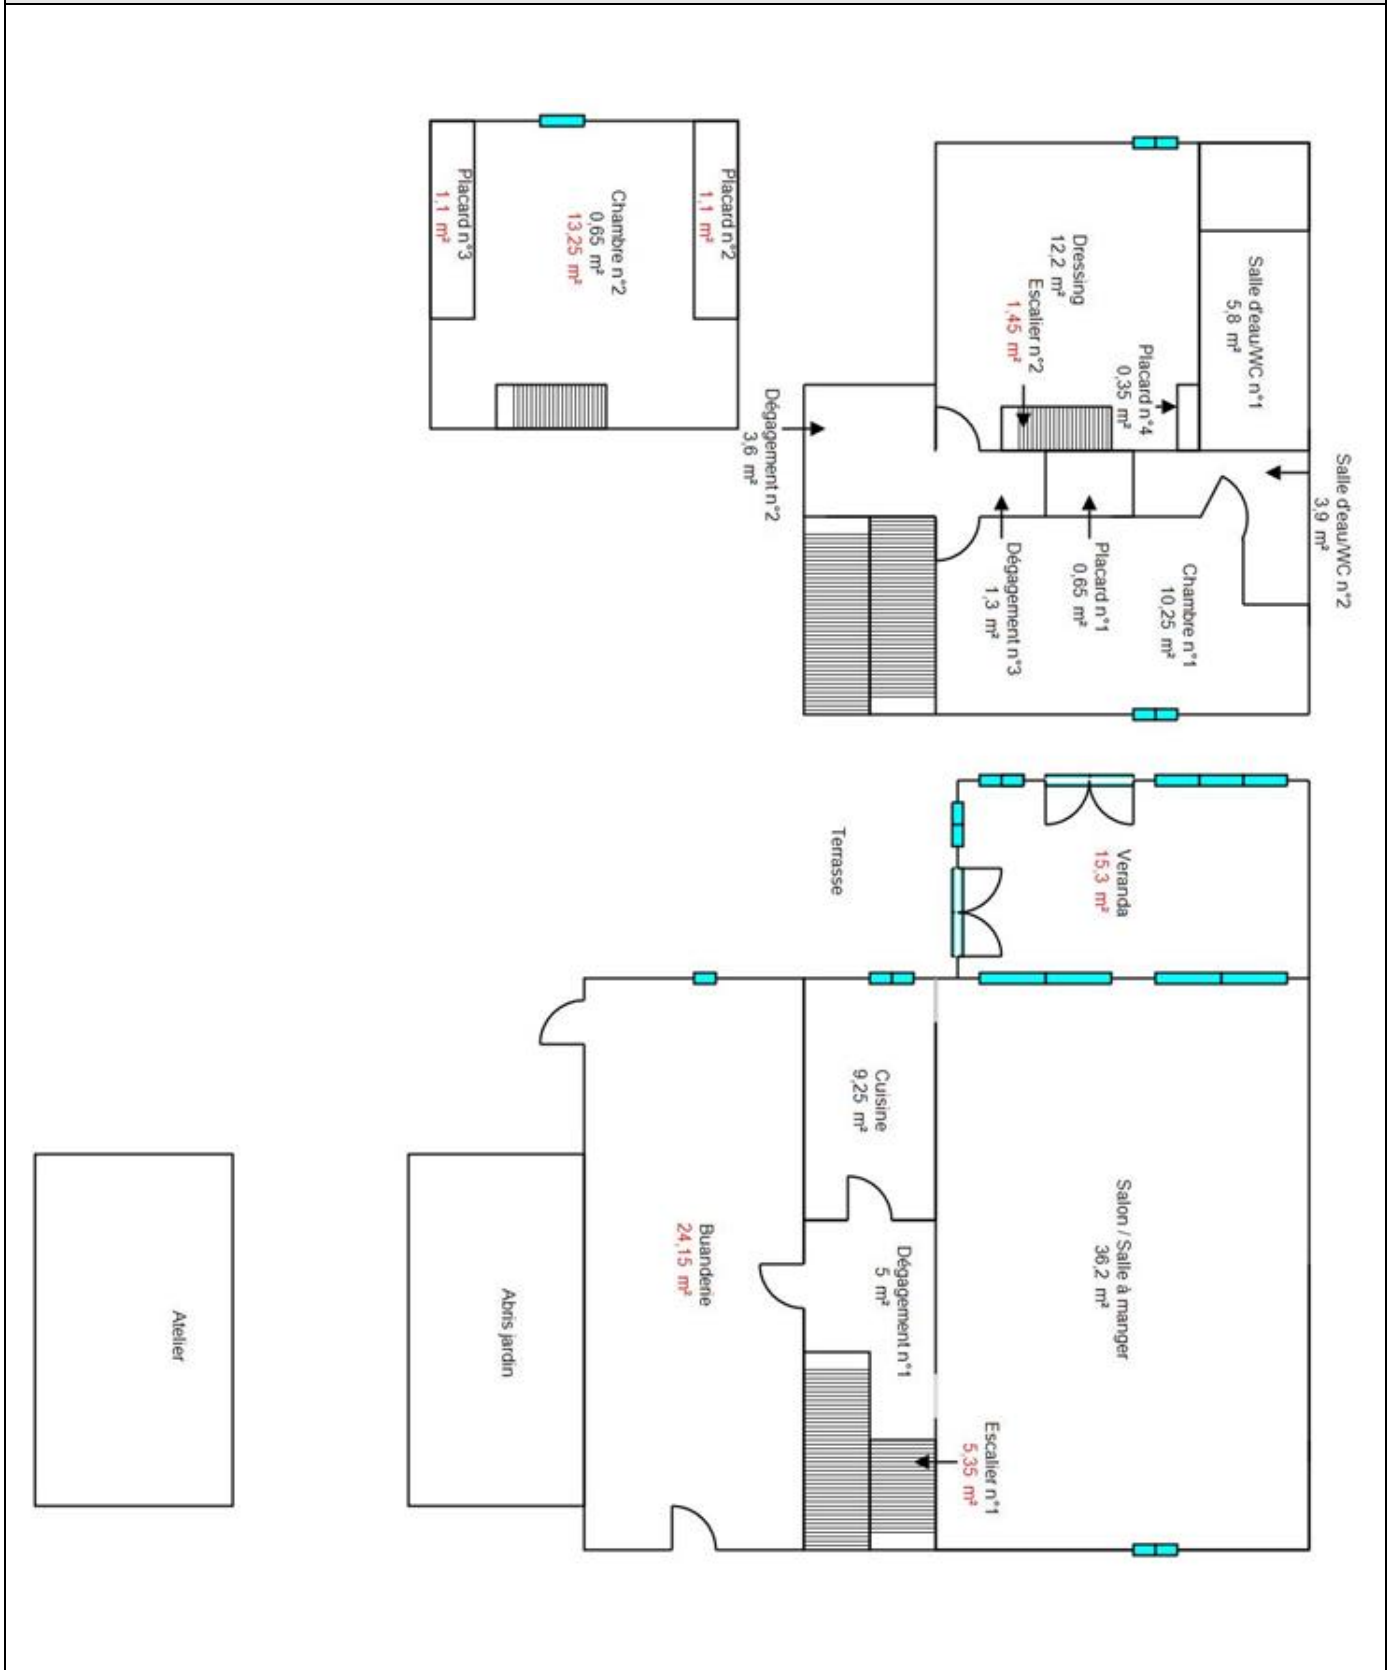 Salle d'eau/WC n°2
3,9 m²
Salle d'eau/WC n°1
5,8 m²
Placard n°4
0,35 m²
Dressing
12,2 m²
Escalier n°2
1,45 m²
Chambre n°1
10,25 m²
Placard n°1
0,65 m²
Dégagement n°3
1,3 m²
Dégagement n°2
3,6 m²
Placard n°2
1,1 m²
Chambre n°2
0,65 m²
13,25 m²
Placard n°3
1,1 m²
Veranda
15,3 m²
Terrasse
Salon / Salle à manger
36,2 m²
Cuisine
9,25 m²
Dégagement n°1
5 m²
Escalier n°1
5,35 m²
Buanderie
24,15 m²
Abris jardin
Atelier